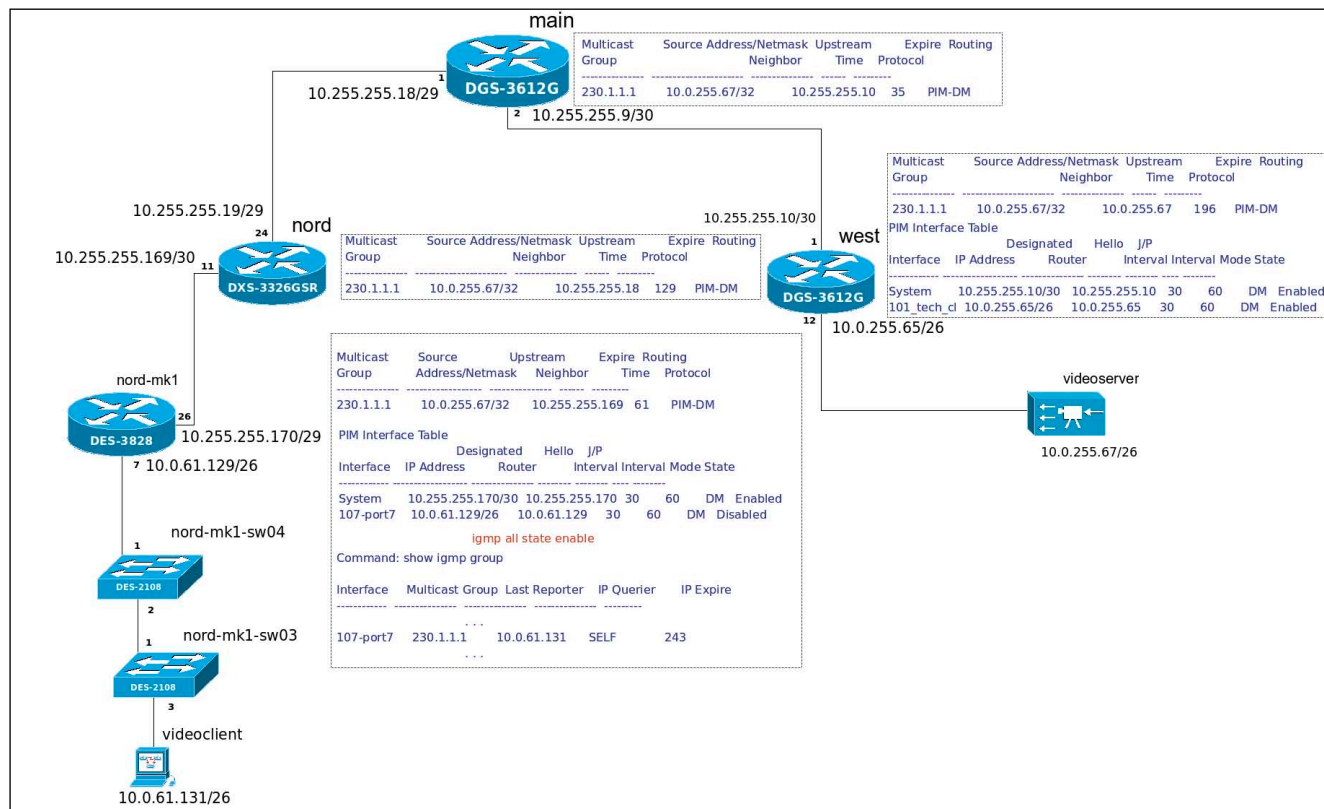 main
DGS-3612G
1
2
10.255.255.18/29
10.255.255.9/30
Multicast Source Address/Netmask Upstream Expire Routing
Group Neighbor Time Protocol
--------------- ---------------------- --------------- ------ ---------
230.1.1.1 10.0.255.67/32 10.255.255.10 35 PIM-DM
10.255.255.19/29
24
nord
10.255.255.169/30
11
DXS-3326GSR
Multicast Source Address/Netmask Upstream Expire Routing
Group Neighbor Time Protocol
--------------- ---------------------- --------------- ------ ---------
230.1.1.1 10.0.255.67/32 10.255.255.18 129 PIM-DM
10.255.255.10/30
1
west
DGS-3612G
12
10.0.255.65/26
Multicast Source Address/Netmask Upstream Expire Routing
Group Neighbor Time Protocol
--------------- ---------------------- --------------- ------ ---------
230.1.1.1 10.0.255.67/32 10.0.255.67 196 PIM-DM
PIM Interface Table
Designated Hello J/P
Interface IP Address Router Interval Interval Mode State
------------ ------------------ --------------- -------- -------- ---- --------
System 10.255.255.10/30 10.255.255.10 30 60 DM Enabled
101_tech_cl 10.0.255.65/26 10.0.255.65 30 60 DM Enabled
videoserver
10.0.255.67/26
nord-mk1
26
DES-3828
10.255.255.170/29
7
10.0.61.129/26
Multicast Source Upstream Expire Routing
Group Address/Netmask Neighbor Time Protocol
--------------- ------------------ --------------- ------ ---------
230.1.1.1 10.0.255.67/32 10.255.255.169 61 PIM-DM
PIM Interface Table
Designated Hello J/P
Interface IP Address Router Interval Interval Mode State
------------ ------------------ --------------- -------- -------- ---- --------
System 10.255.255.170/30 10.255.255.170 30 60 DM Enabled
107-port7 10.0.61.129/26 10.0.61.129 30 60 DM Disabled
igmp all state enable
Command: show igmp group
Interface Multicast Group Last Reporter IP Querier IP Expire
------------ --------------- --------------- --------------- ---------
. . .
107-port7 230.1.1.1 10.0.61.131 SELF 243
. . .
nord-mk1-sw04
1
DES-2108
2
nord-mk1-sw03
1
DES-2108
3
videoclient
10.0.61.131/26